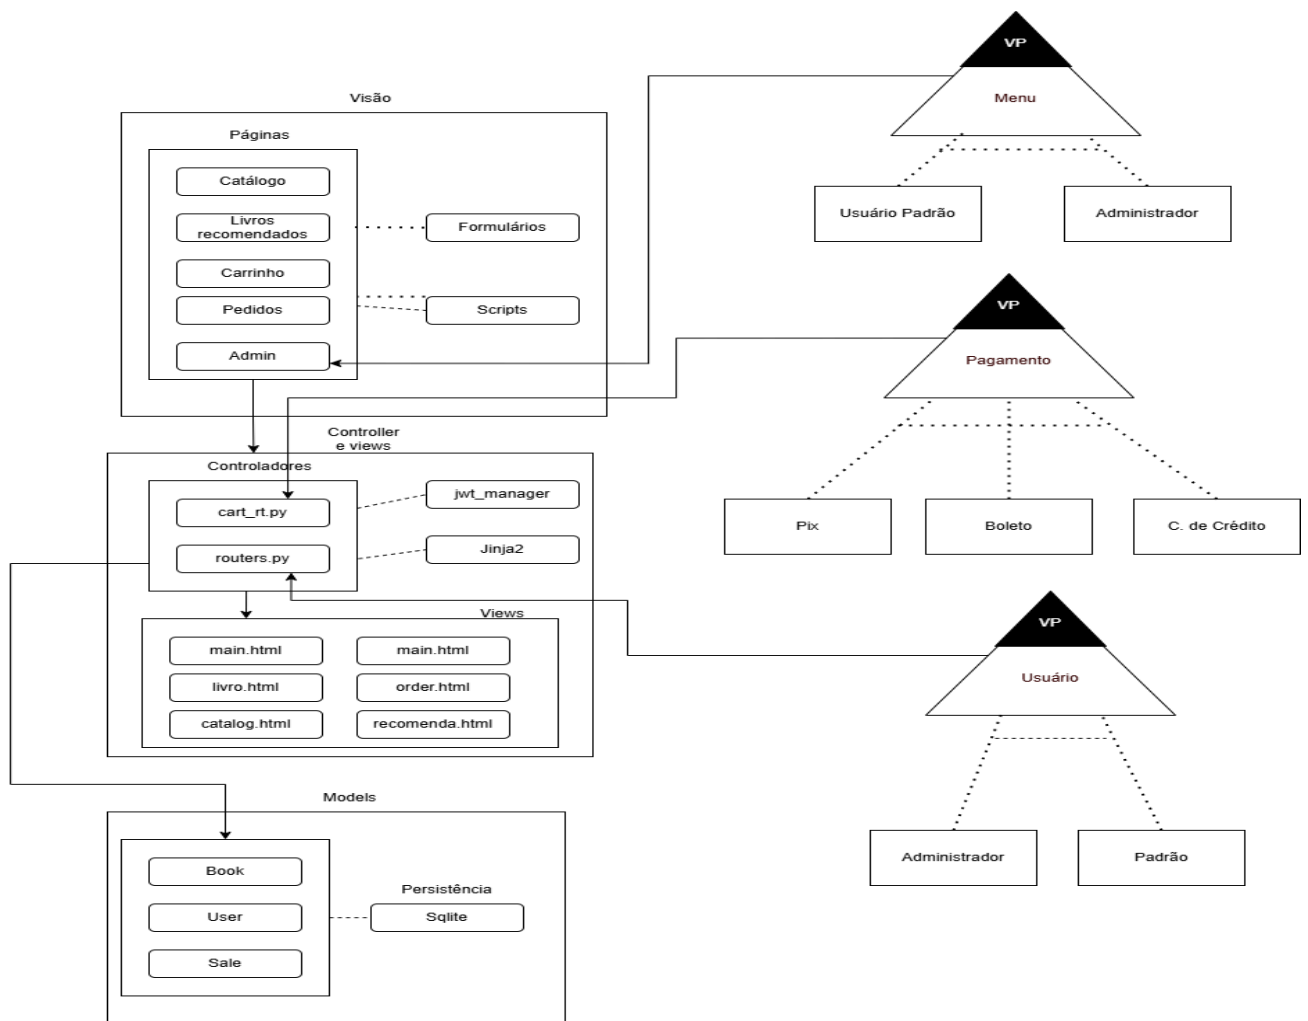 Visão
Páginas
Catálogo
Livros
recomendados
Formulários
Carrinho
Pedidos
Scripts
Admin
Controller
e views
Controladores
cart_rt.py
jwt_manager
routers.py
Jinja2
Views
main.html
main.html
livro.html
order.html
catalog.html
recomenda.html
Models
Book
Persistência
User
Sqlite
Sale
VP
Menu
Usuário Padrão
Administrador
VP
Pagamento
Pix
Boleto
C. de Crédito
VP
Usuário
Administrador
Padrão